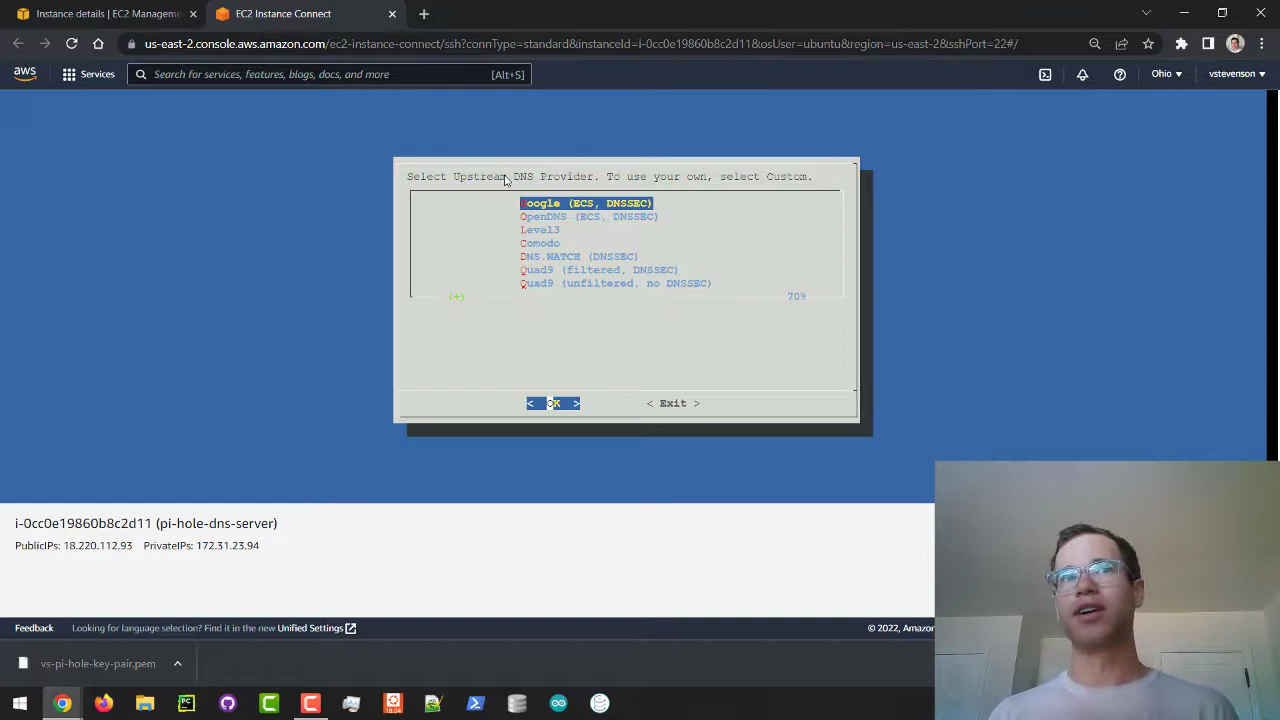 Instance details | EC2 Manageme
EC2 Instance Connect
us-east-2.console.aws.amazon.com/ec2-instance-connect/ssh?connType=standard&instanceId=i-0cc0e19860b8c2d11&osUser=ubuntu&region=us-east-2&sshPort=22#/
aws
Services
Search for services, features, blogs, docs, and more
[Alt+S]
Ohio
vstevenson
Select Upstream DNS Provider. To use your own, select Custom.
Google (ECS, DNSSEC)
OpenDNS (ECS, DNSSEC)
Level3
Comodo
DNS.WATCH (DNSSEC)
Quad9 (filtered, DNSSEC)
Quad9 (unfiltered, no DNSSEC)
(+)
70%
< OK >
< Exit >
i-0cc0e19860b8c2d11 (pi-hole-dns-server)
PublicIPs: 18.220.112.93 PrivateIPs: 172.31.23.94
Feedback
Looking for language selection? Find it in the new Unified Settings
© 2022, Amazon
vs-pi-hole-key-pair.pem
PC
18.04